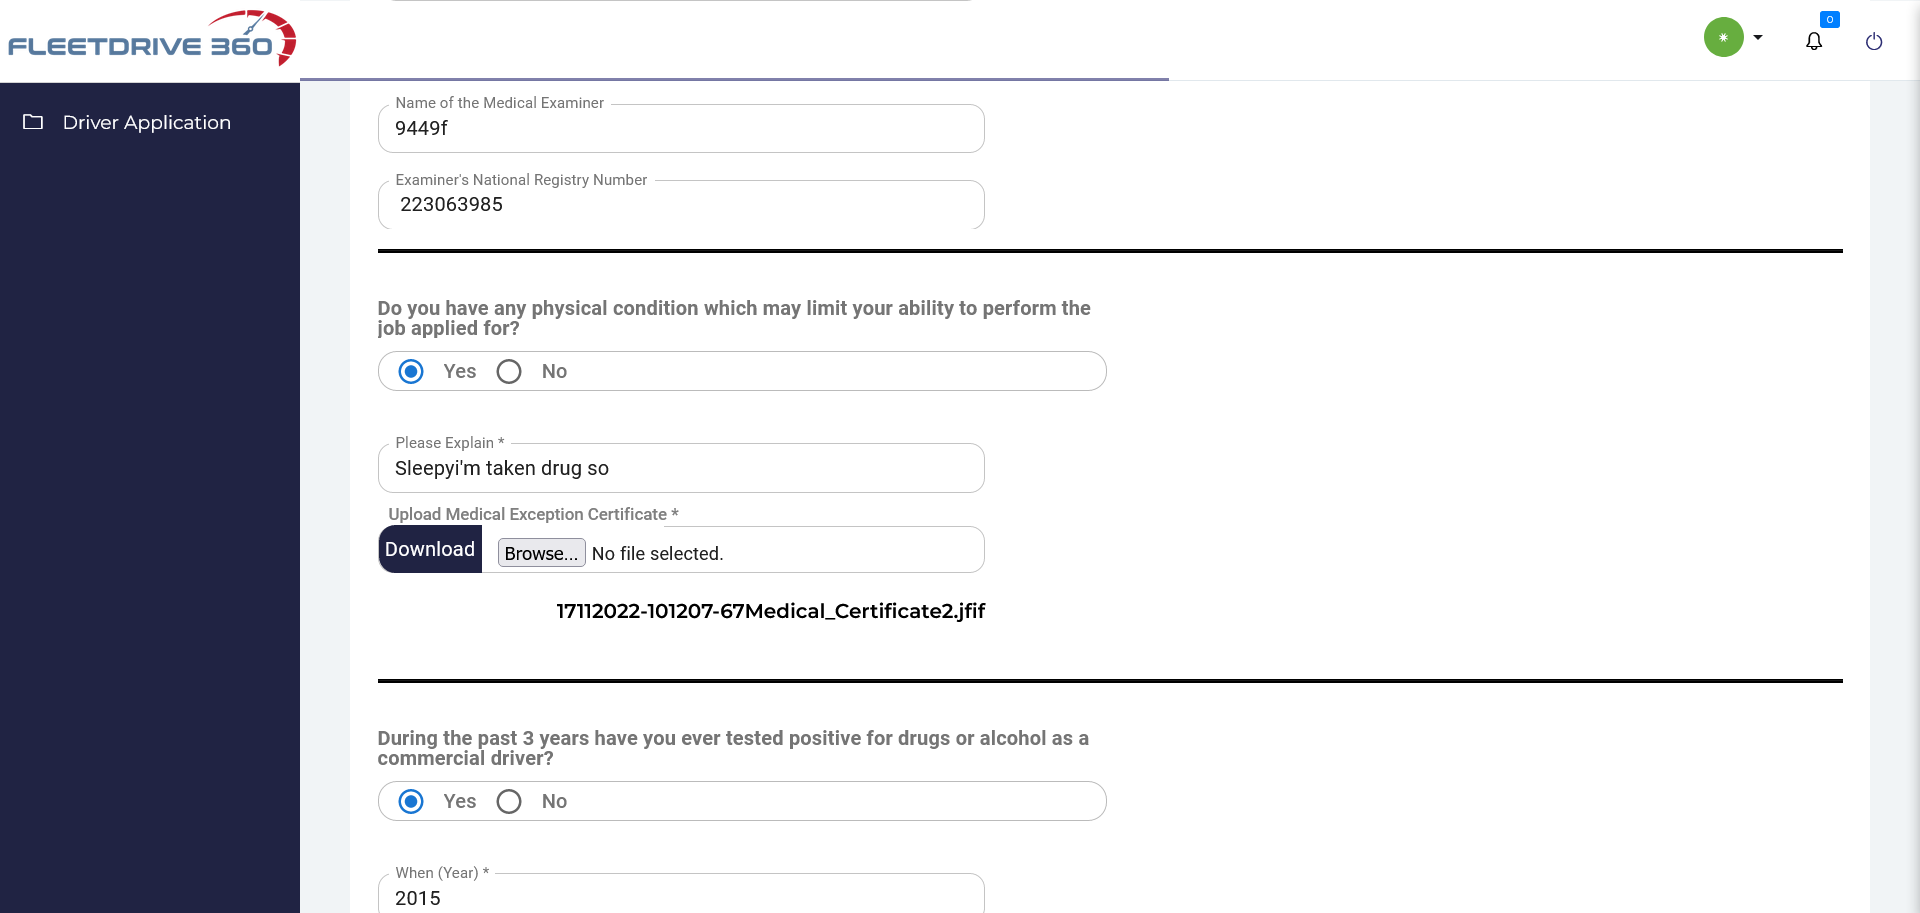 FLEETDRIVE 360
0
Driver Application
Name of the Medical Examiner
9449f
Examiner's National Registry Number
223063985
Do you have any physical condition which may limit your ability to perform the
job applied for?
Yes No
Please Explain *
Sleepyi'm taken drug so
Upload Medical Exception Certificate *
Download Browse... No file selected.
17112022-101207-67Medical_Certificate2.jfif
During the past 3 years have you ever tested positive for drugs or alcohol as a
commercial driver?
Yes No
When (Year) *
2015